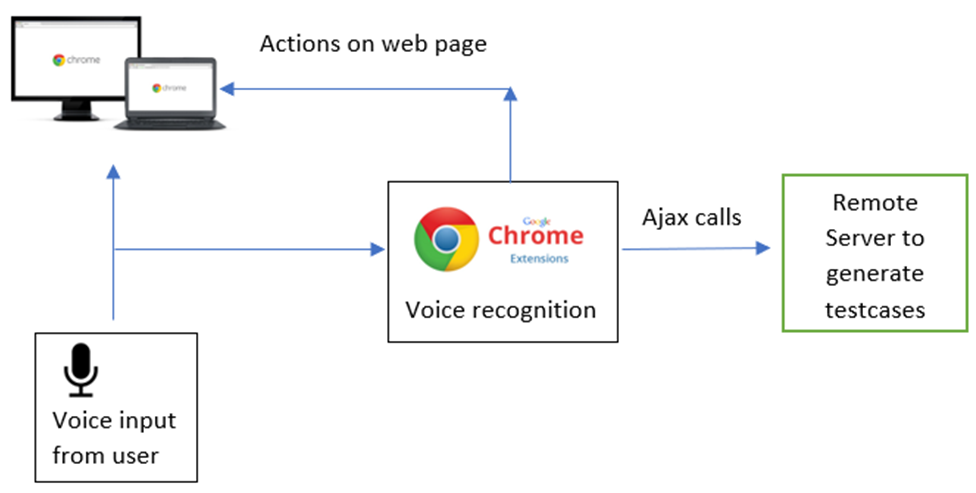 chrome
chrome
Actions on web page
Google
Chrome
Extensions
Voice recognition
Ajax calls
Remote
Server to
generate
testcases
Voice input
from user